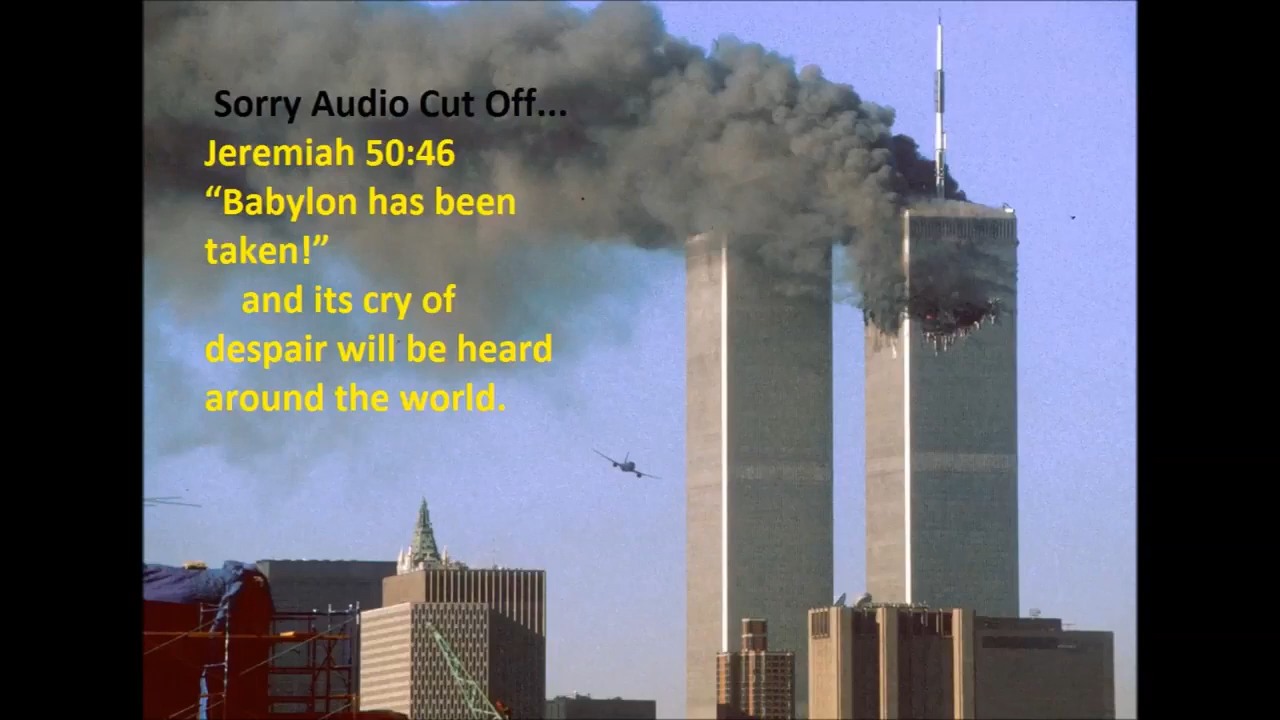 Sorry Audio Cut Off...
Jeremiah 50:46
“Babylon has been
taken!”
and its cry of
despair will be heard
around the world.